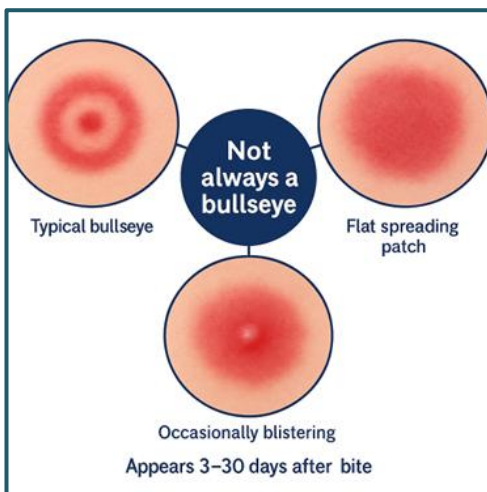 Not
always a
bullseye
Typical bullseye
Flat spreading
patch
Occasionally blistering
Appears 3–30 days after bite